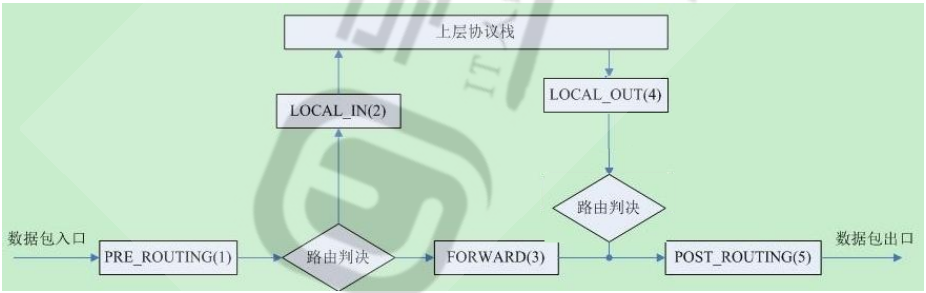 上层协议栈
LOCAL_IN(2)
LOCAL_OUT(4)
路由判决
数据包入口
PRE_ROUTING(1)
路由判决
FORWARD(3)
POST_ROUTING(5)
数据包出口